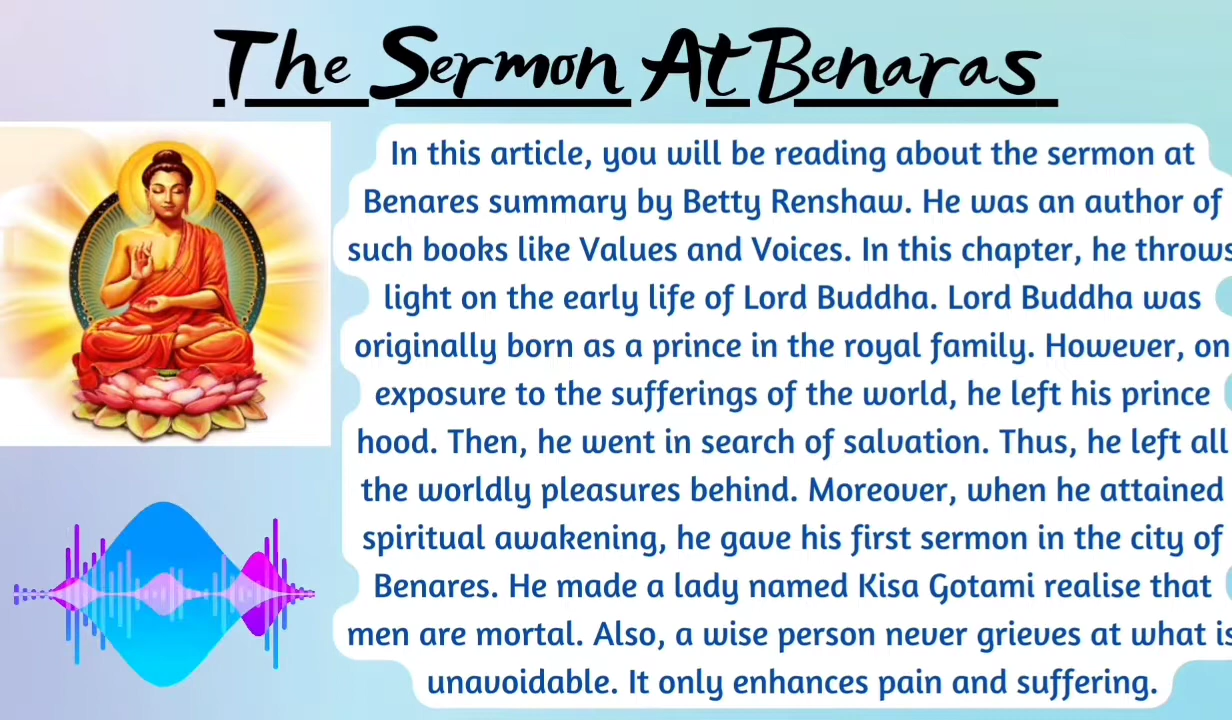 The Sermon At Benaras
In this article, you will be reading about the sermon at
Benares summary by Betty Renshaw. He was an author of
such books like Values and Voices. In this chapter, he throws
light on the early life of Lord Buddha. Lord Buddha was
originally born as a prince in the royal family. However, on
exposure to the sufferings of the world, he left his prince
hood. Then, he went in search of salvation. Thus, he left all
the worldly pleasures behind. Moreover, when he attained
spiritual awakening, he gave his first sermon in the city of
Benares. He made a lady named Kisa Gotami realise that
men are mortal. Also, a wise person never grieves at what is
unavoidable. It only enhances pain and suffering.